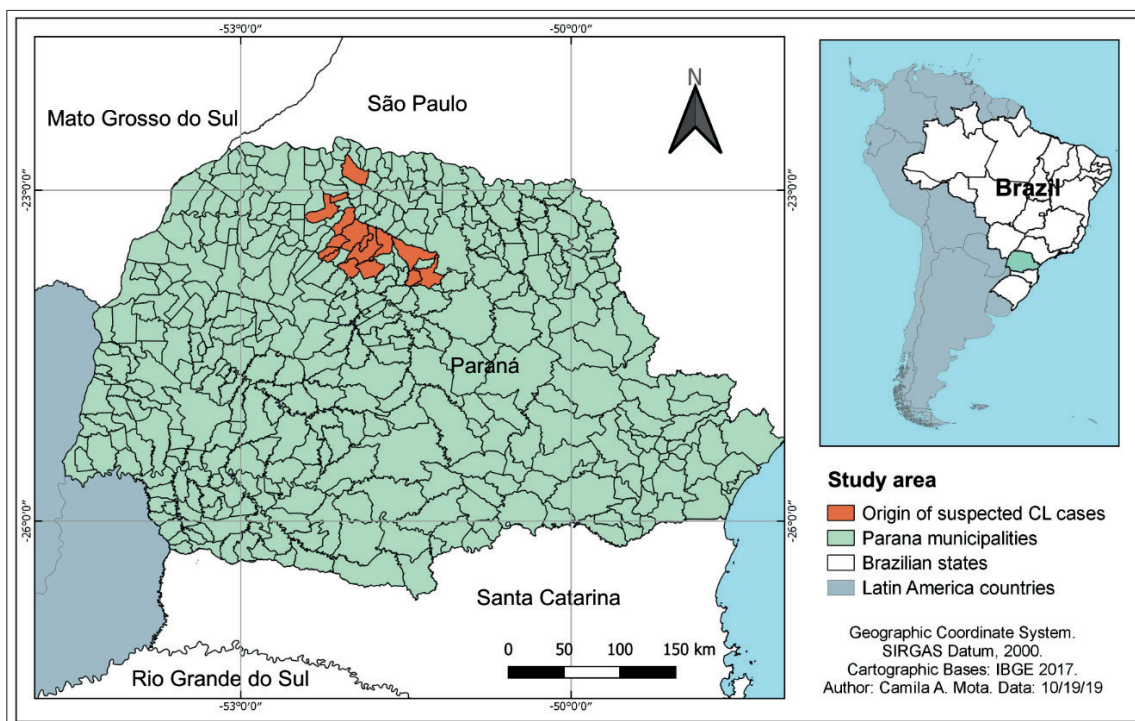 -53°0'0"
-50°0'0"
N
São Paulo
Mato Grosso do Sul
-23°0'0"
-23°0'0"
Brazil
Paraná
Study area
Origin of suspected CL cases
Parana municipalities
Brazilian states
Latin America countries
-26°0'0"
-26°0'0"
Santa Catarina
0 50 100 150 km
Rio Grande do Sul
Geographic Coordinate System.
SIRGAS Datum, 2000.
Cartographic Bases: IBGE 2017.
Author: Camila A. Mota. Data: 10/19/19
-53°0'0"
-50°0'0"